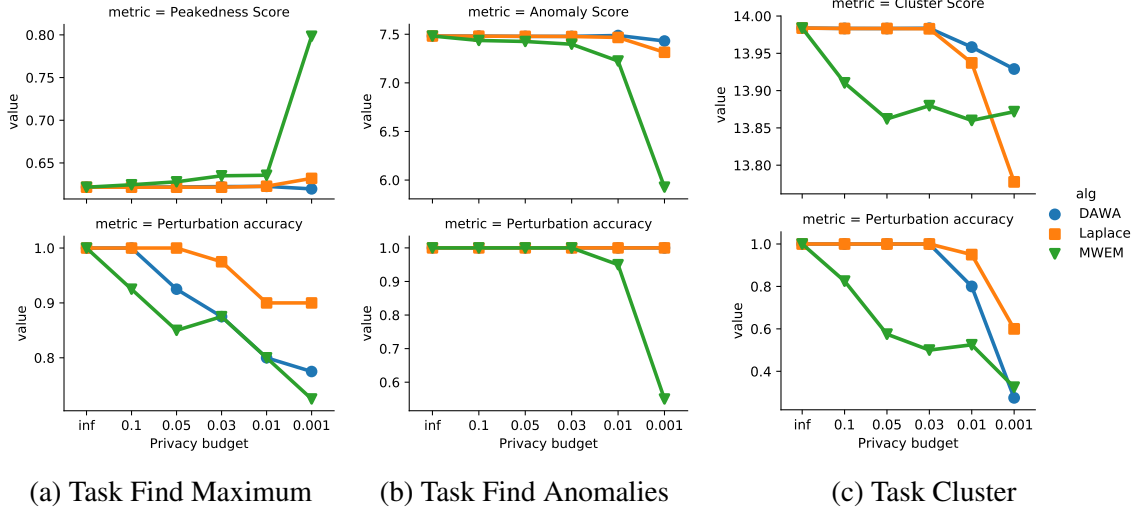 metric = Peakedness Score
0.80
0.75
0.70
0.65
value
metric = Perturbation accuracy
1.0
0.9
0.8
value
inf 0.1 0.05 0.03 0.01 0.001
Privacy budget
(a) Task Find Maximum
metric = Anomaly Score
7.5
7.0
6.5
6.0
value
metric = Perturbation accuracy
1.0
0.9
0.8
0.7
0.6
value
inf 0.1 0.05 0.03 0.01 0.001
Privacy budget
(b) Task Find Anomalies
metric = Cluster Score
14.00
13.95
13.90
13.85
13.80
value
metric = Perturbation accuracy
1.0
0.8
0.6
0.4
value
inf 0.1 0.05 0.03 0.01 0.001
Privacy budget
(c) Task Cluster
alg
DAWA
Laplace
MWEM